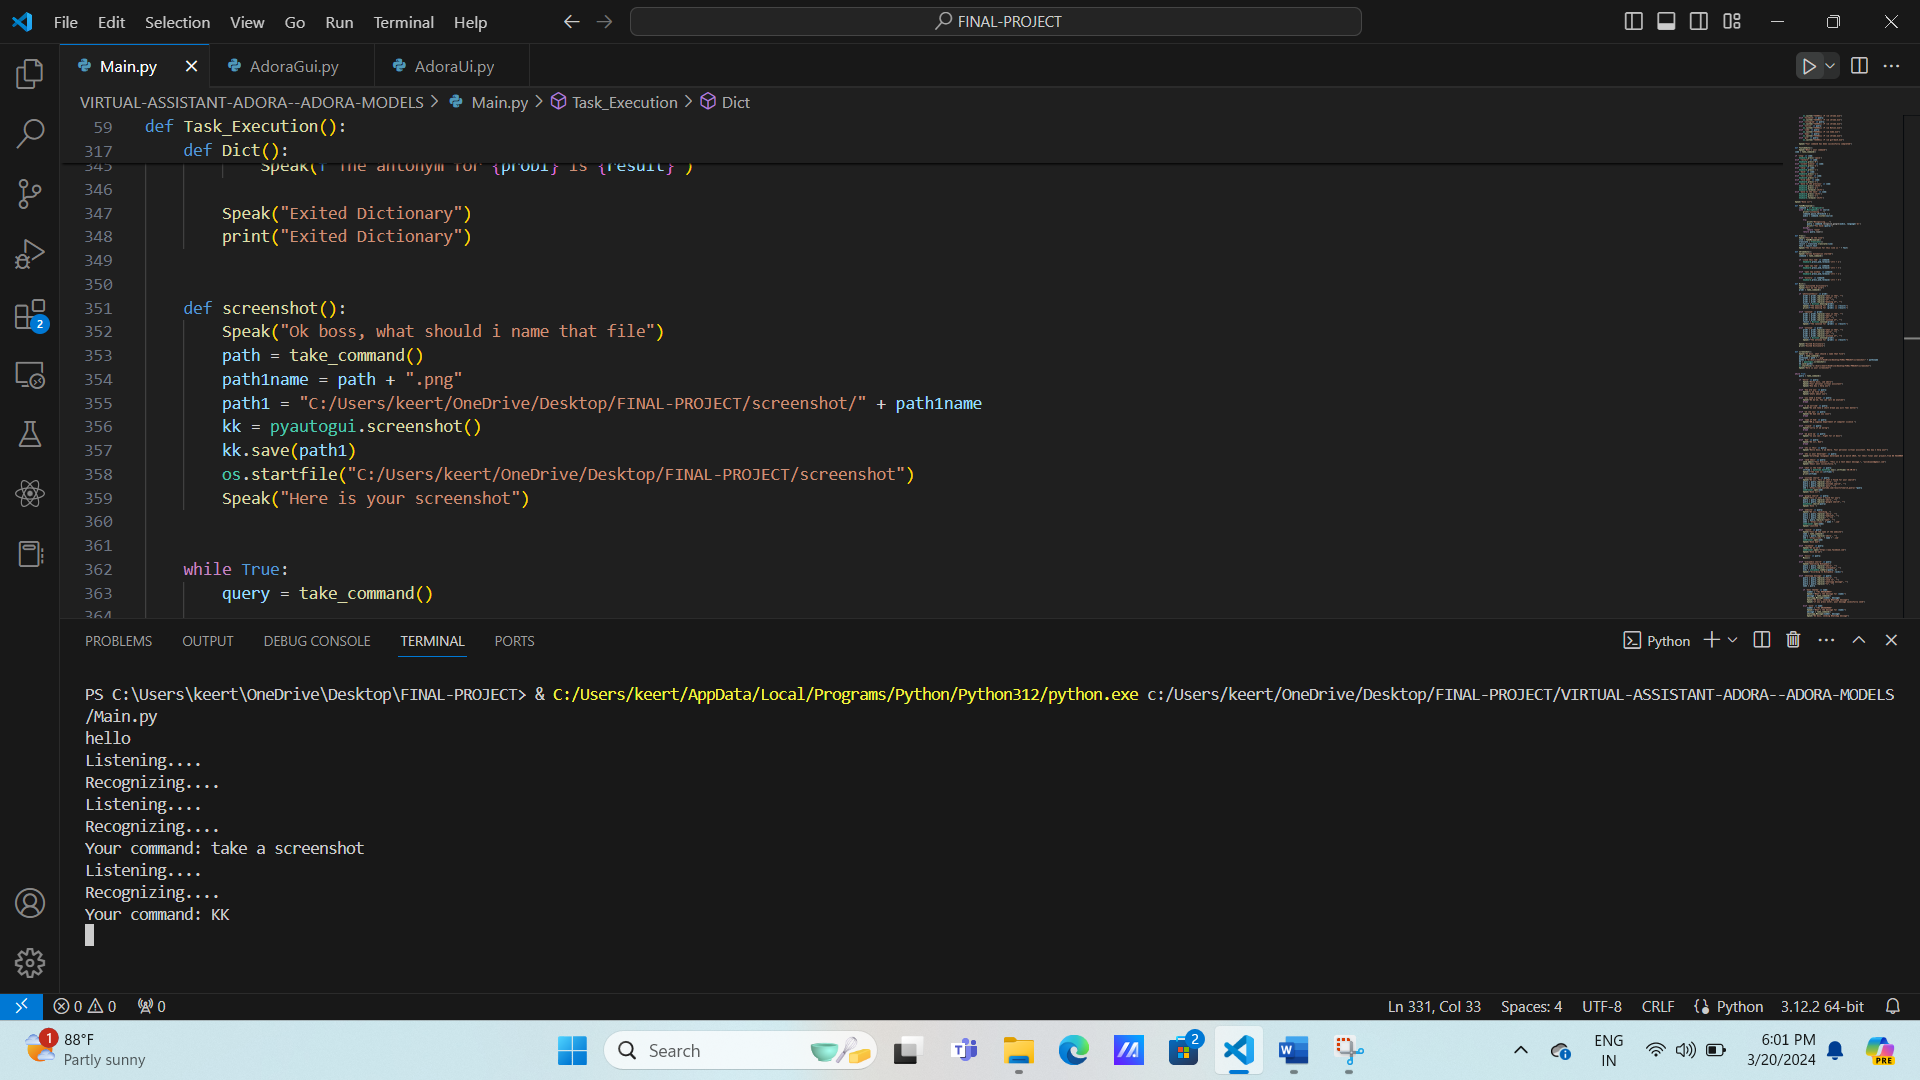 File Edit Selection View Go Run Terminal Help FINAL-PROJECT
Main.py AdoraGui.py AdoraUi.py
VIRTUAL-ASSISTANT-ADORA--ADORA-MODELS > Main.py > Task_Execution > Dict
59 def Task_Execution():
317 def Dict():
345 Speak(f"The antonym for {probl} is {result}")
346
347 Speak("Exited Dictionary")
348 print("Exited Dictionary")
349
350
351 def screenshot():
352 Speak("Ok boss, what should i name that file")
353 path = take_command()
354 path1name = path + ".png"
355 path1 = "C:/Users/keert/OneDrive/Desktop/FINAL-PROJECT/screenshot/" + path1name
356 kk = pyautogui.screenshot()
357 kk.save(path1)
358 os.startfile("C:/Users/keert/OneDrive/Desktop/FINAL-PROJECT/screenshot")
359 Speak("Here is your screenshot")
360
361
362 while True:
363 query = take_command()
364
2
PROBLEMS OUTPUT DEBUG CONSOLE TERMINAL PORTS Python
PS C:\Users\keert\OneDrive\Desktop\FINAL-PROJECT> & C:/Users/keert/AppData/Local/Programs/Python/Python312/python.exe c:/Users/keert/OneDrive/Desktop/FINAL-PROJECT/VIRTUAL-ASSISTANT-ADORA--ADORA-MODELS
/Main.py
hello
Listening....
Recognizing....
Listening....
Recognizing....
Your command: take a screenshot
Listening....
Recognizing....
Your command: KK
0 0 0 Ln 331, Col 33 Spaces: 4 UTF-8 CRLF Python 3.12.2 64-bit
1 88°F Search 2 ENG 6:01 PM
Partly sunny IN 3/20/2024 PRE